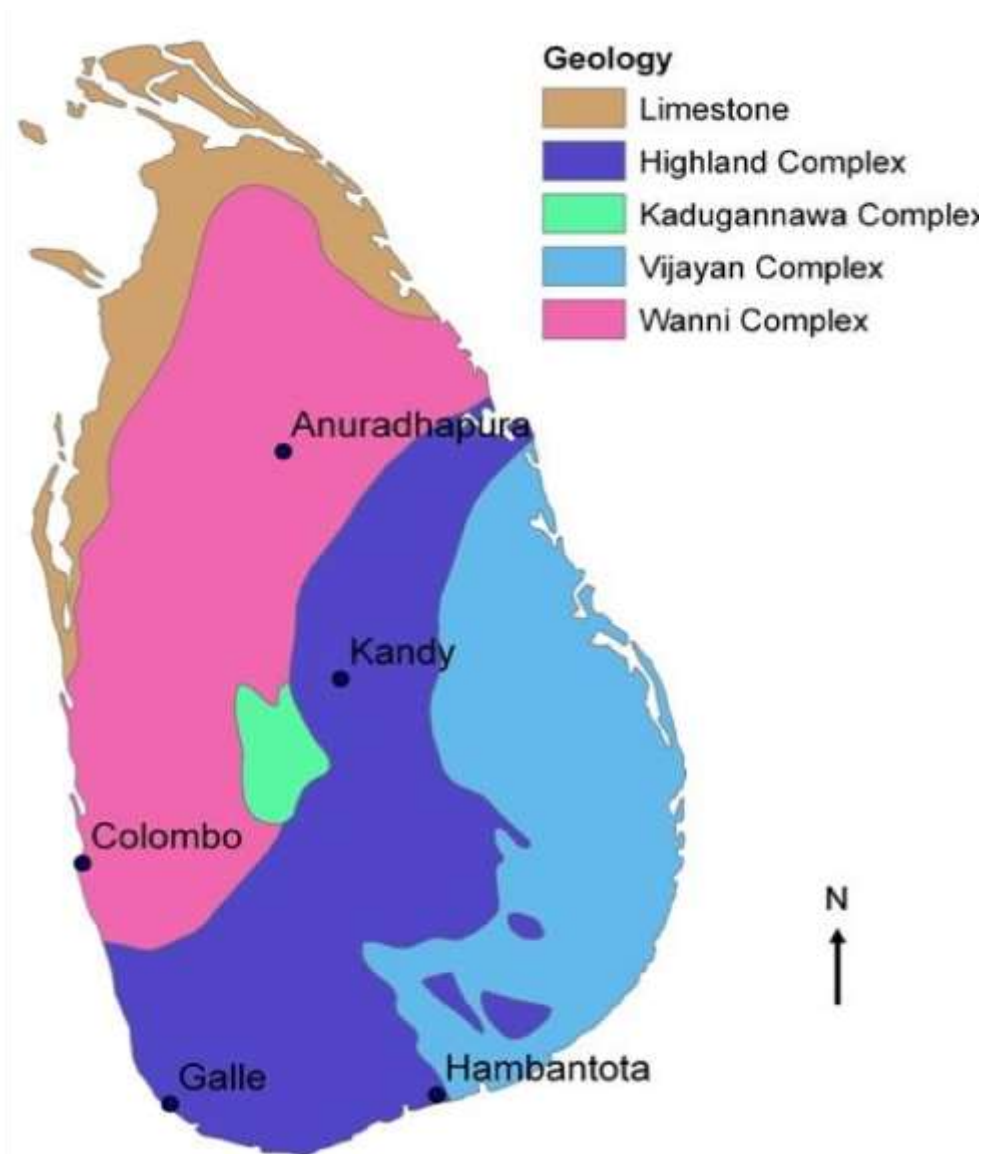 Geology
Limestone
Highland Complex
Kadugannawa Complex
Vijayan Complex
Wanni Complex
Anuradhapura
Kandy
Colombo
N
Galle
Hambantota